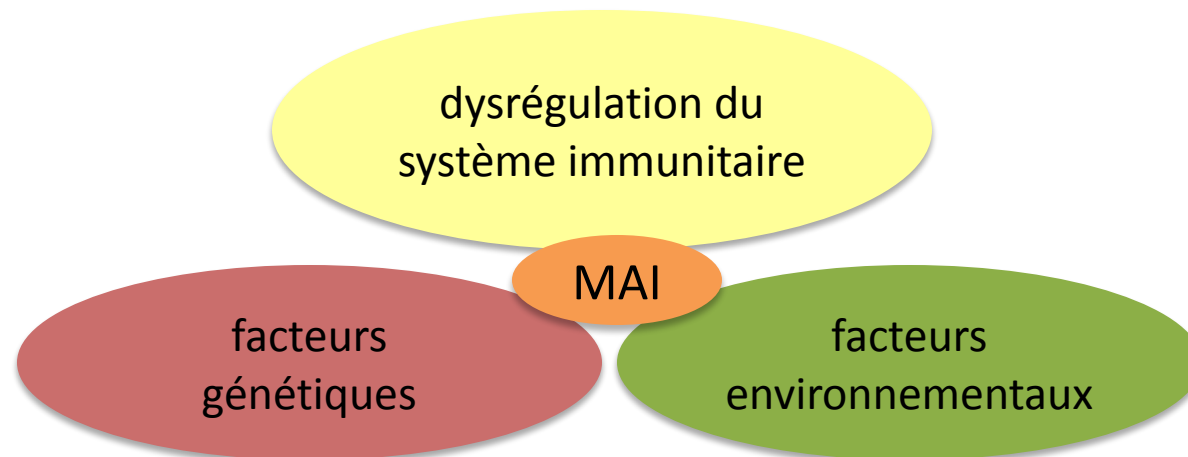 dysrégulation du
système immunitaire
MAI
facteurs
génétiques
facteurs
environnementaux